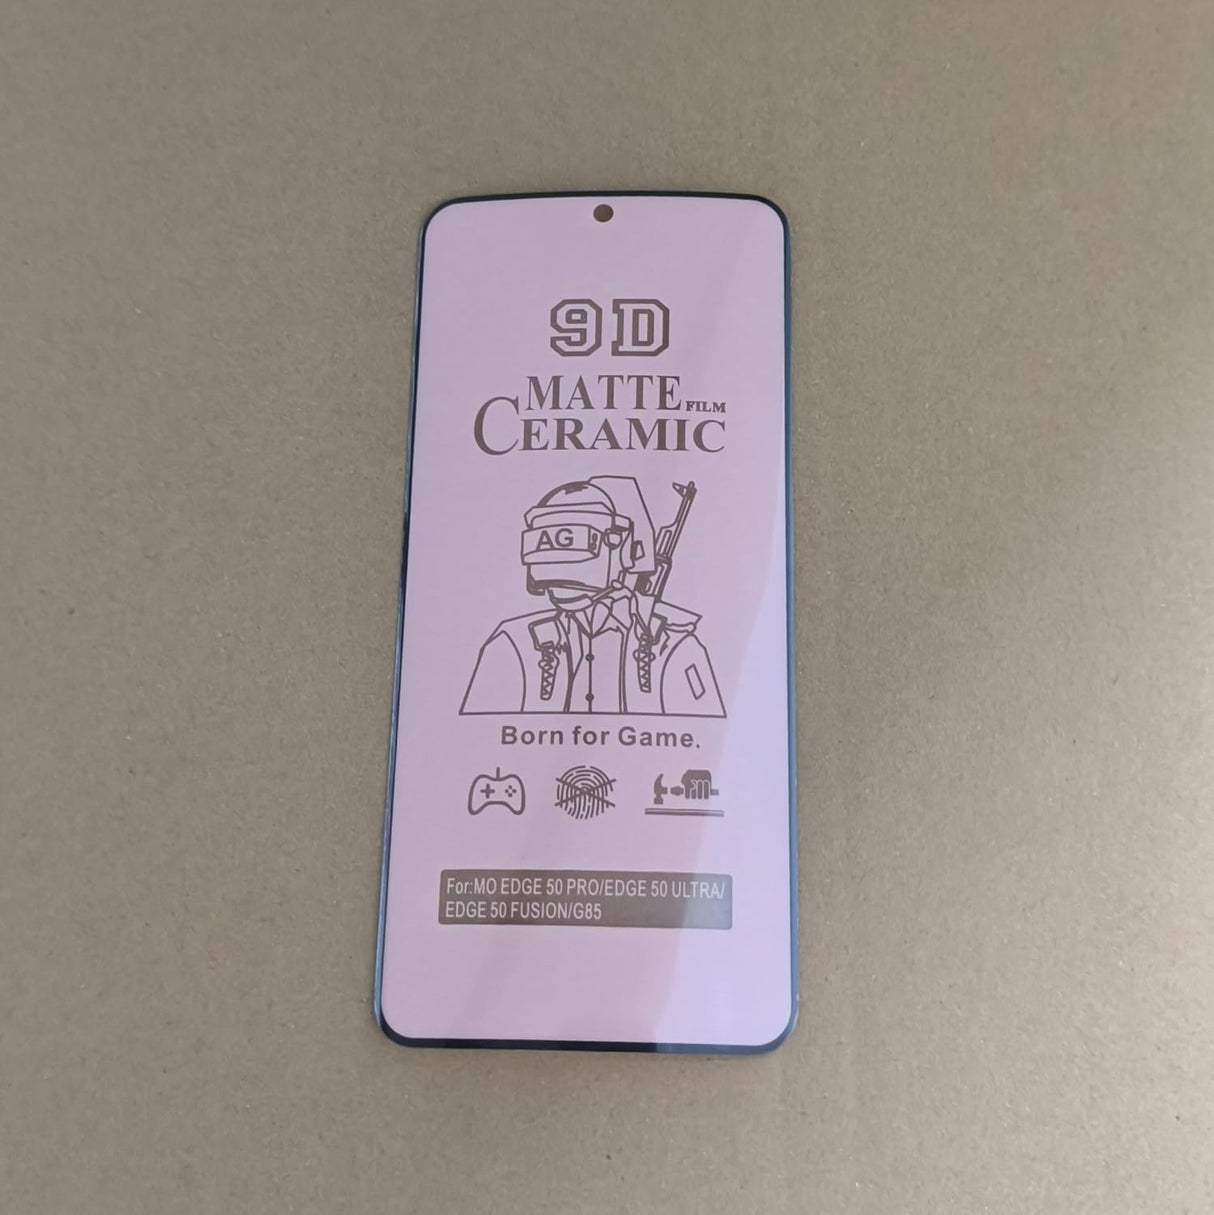 9D
MATTE FILM
CERAMIC
AG
Born for Game.
For:MO EDGE 50 PRO/EDGE 50 ULTRA/
EDGE 50 FUSION/G85